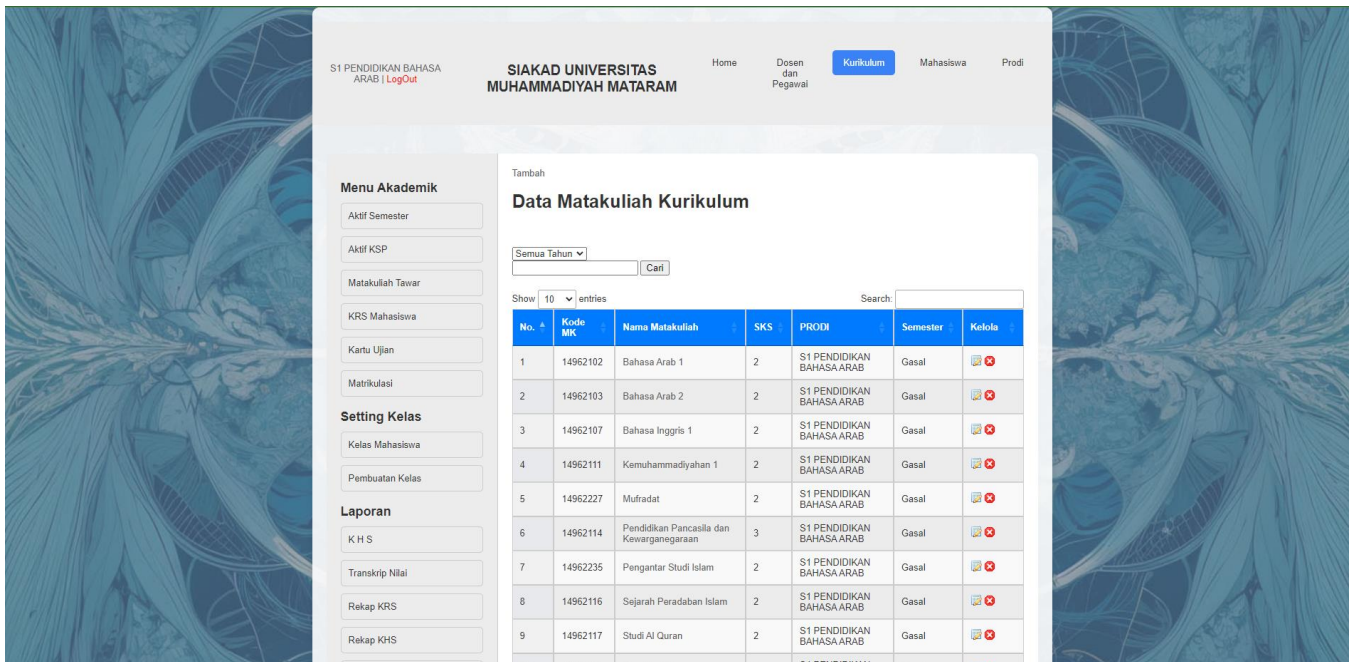 S1 PENDIDIKAN BAHASA
ARAB | LogOut
SIAKAD UNIVERSITAS
MUHAMMADIYAH MATARAM
Home
Dosen
dan
Pegawai
Kurikulum
Mahasiswa
Prodi
Menu Akademik
Aktif Semester
Aktif KSP
Matakuliah Tawar
KRS Mahasiswa
Kartu Ujian
Matrikulasi
Setting Kelas
Kelas Mahasiswa
Pembuatan Kelas
Laporan
K H S
Transkrip Nilai
Rekap KRS
Rekap KHS
Tambah
Data Matakuliah Kurikulum
Semua Tahun
Cari
Show 10 entries Search:
No. Kode MK Nama Matakuliah SKS PRODI Semester Kelola
1 14962102 Bahasa Arab 1 2 S1 PENDIDIKAN BAHASA ARAB Gasal
2 14962103 Bahasa Arab 2 2 S1 PENDIDIKAN BAHASA ARAB Gasal
3 14962107 Bahasa Inggris 1 2 S1 PENDIDIKAN BAHASA ARAB Gasal
4 14962111 Kemuhammadiyahan 1 2 S1 PENDIDIKAN BAHASA ARAB Gasal
5 14962227 Mufradat 2 S1 PENDIDIKAN BAHASA ARAB Gasal
6 14962114 Pendidikan Pancasila dan Kewarganegaraan 3 S1 PENDIDIKAN BAHASA ARAB Gasal
7 14962235 Pengantar Studi Islam 2 S1 PENDIDIKAN BAHASA ARAB Gasal
8 14962116 Sejarah Peradaban Islam 2 S1 PENDIDIKAN BAHASA ARAB Gasal
9 14962117 Studi Al Quran 2 S1 PENDIDIKAN BAHASA ARAB Gasal